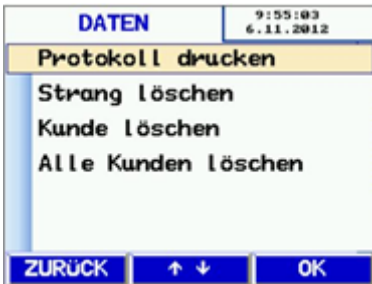 DATEN
9:55:03
6.11.2012
Protokoll drucken
Strang löschen
Kunde löschen
Alle Kunden löschen
ZURüCK ↑ ↓ OK